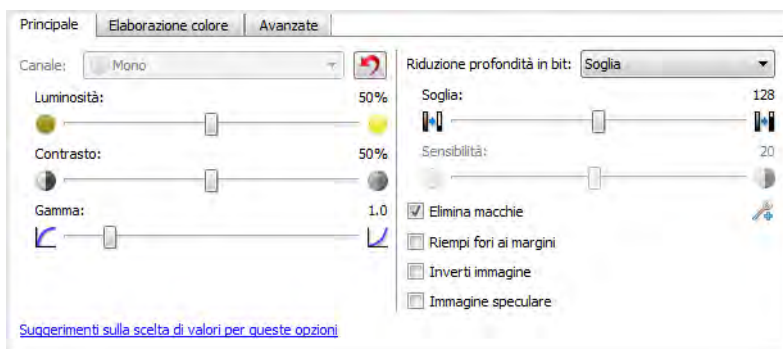 Principale Elaborazione colore Avanzate
Canale: Mono
Luminosità: 50%
Contrasto: 50%
Gamma: 1.0
Suggerimenti sulla scelta di valori per queste opzioni
Riduzione profondità in bit: Soglia
Soglia: 128
Sensibilità: 20
Elimina macchie
Riempi fori ai margini
Inverti immagine
Immagine speculare